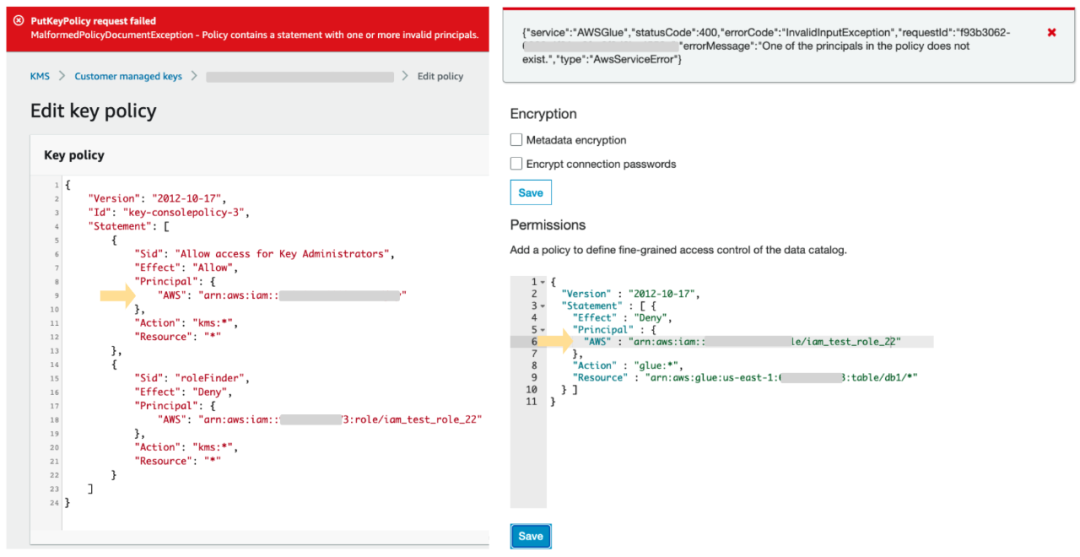 PutKeyPolicy request failed
MalformedPolicyDocumentException - Policy contains a statement with one or more invalid principals.
KMS > Customer managed keys > > Edit policy
Edit key policy
Key policy
1 {
2 "Version": "2012-10-17",
3 "Id": "key-consolepolicy-3",
4 "Statement": [
5 {
6 "Sid": "Allow access for Key Administrators",
7 "Effect": "Allow",
8 "Principal": {
9 "AWS": "arn:aws:iam:: "
10 },
11 "Action": "kms:*",
12 "Resource": "*"
13 },
14 {
15 "Sid": "roleFinder",
16 "Effect": "Deny",
17 "Principal": {
18 "AWS": "arn:aws:iam:: 3:role/iam_test_role_22"
19 },
20 "Action": "kms:*",
21 "Resource": "*"
22 }
23 ]
24 }
{"service":"AWSGlue","statusCode":400,"errorCode":"InvalidInputException","requestId":"f93b3062-
"errorMessage":"One of the principals in the policy does not
exist.","type":"AwsServiceError"}
Encryption
Metadata encryption
Encrypt connection passwords
Save
Permissions
Add a policy to define fine-grained access control of the data catalog.
1 {
2 "Version" : "2012-10-17",
3 "Statement" : [ {
4 "Effect" : "Deny",
5 "Principal" : {
6 "AWS" : "arn:aws:iam:: le/iam_test_role_22"
7 },
8 "Action" : "glue:*",
9 "Resource" : "arn:aws:glue:us-east-1: 3:table/db1/*"
10 } ]
11 }
Save